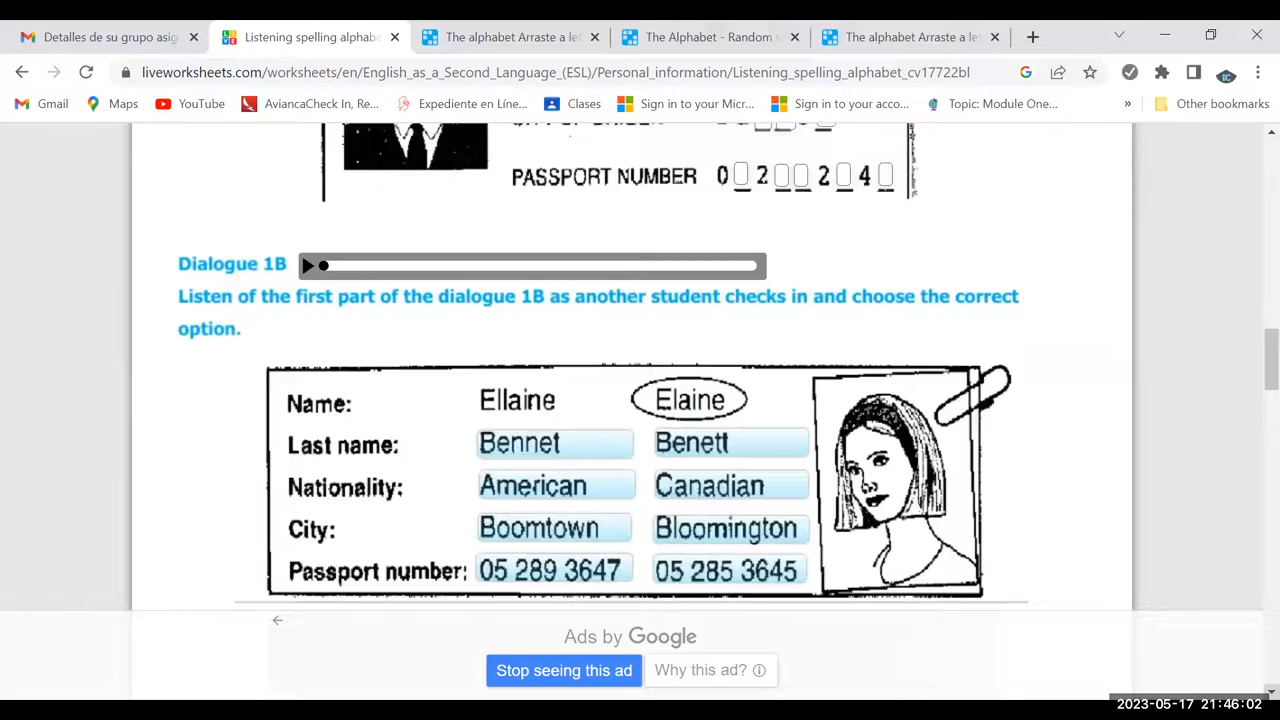 Detalles de su grupo asig
Listening spelling alphabe
The alphabet Arraste a let
The Alphabet - Random w
The alphabet Arraste a let
liveworksheets.com/worksheet/en/English_as_a_Second_Language_(ESL)/Personal_information/Listening_spelling_alphabet_cv17722bl
Gmail
Maps
YouTube
AviancaCheck In, Re...
Expediente en Líne...
Clases
Sign in to your Micr...
Sign in to your acco...
Topic: Module One...
»
Other bookmarks
PASSPORT NUMBER 0 _ 2 _ _ 2 _ 4 _
Dialogue 1B
Listen of the first part of the dialogue 1B as another student checks in and choose the correct
option.
Name: Ellaine Elaine
Last name: Bennet Benett
Nationality: American Canadian
City: Boomtown Bloomington
Passport number: 05 289 3647 05 285 3645
Ads by Google
Stop seeing this ad
Why this ad?
2023-05-17 21:46:02